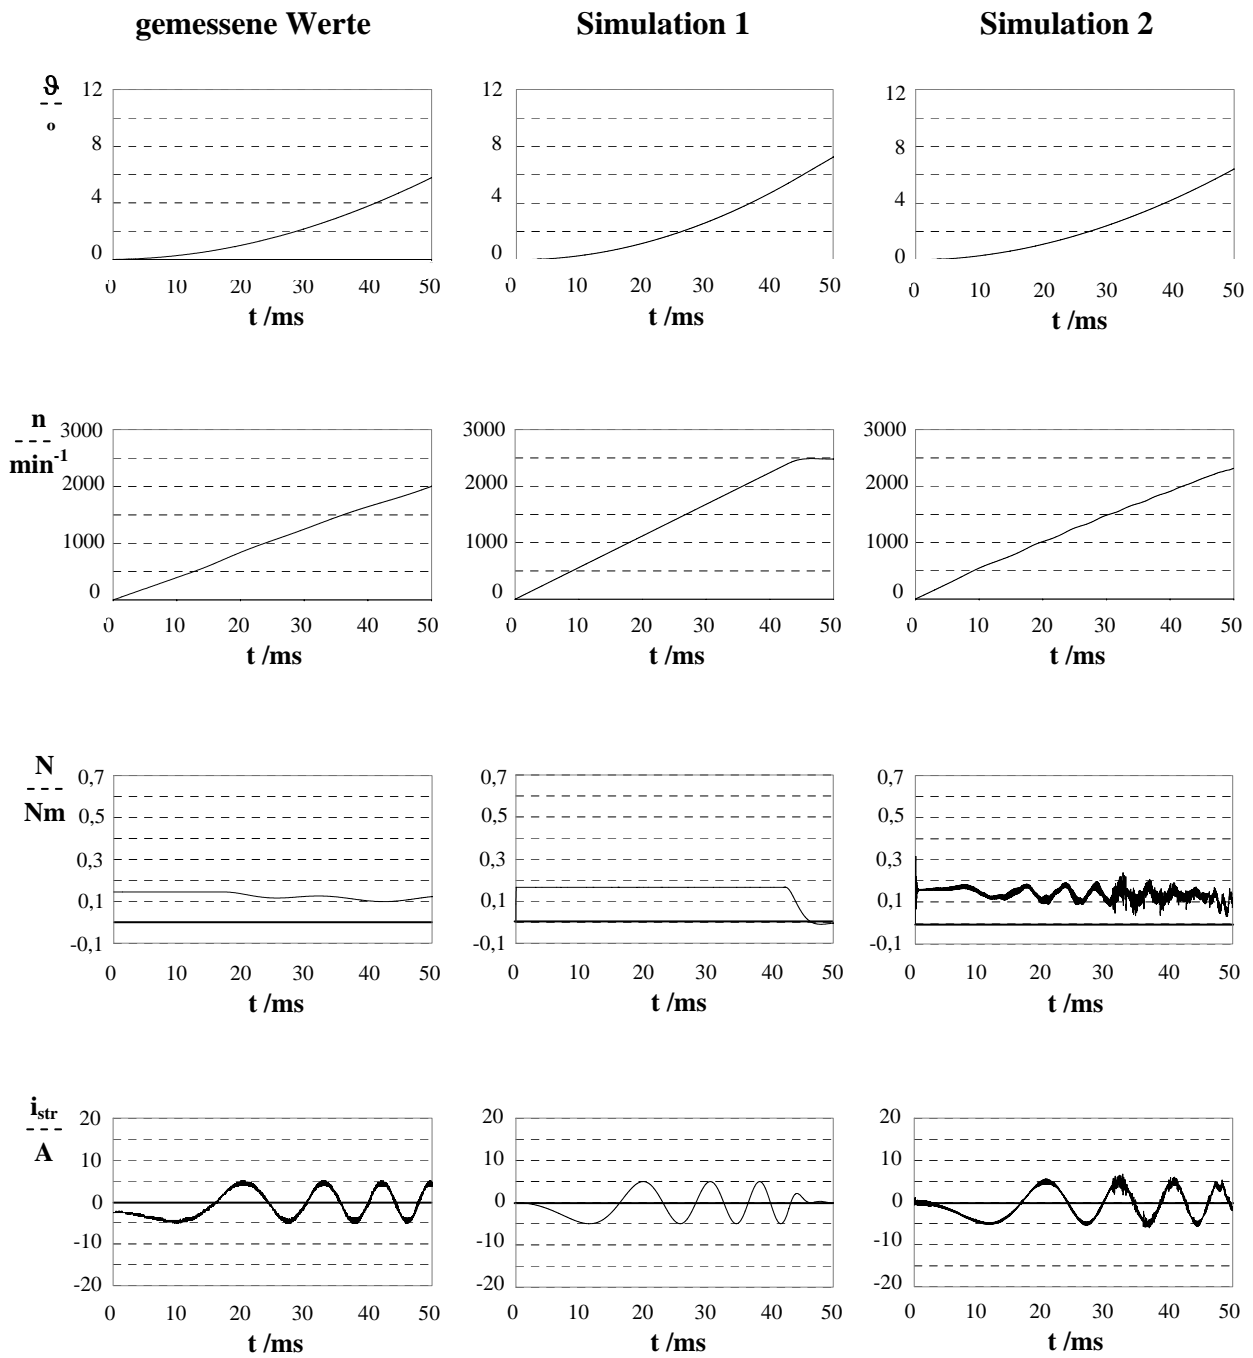 gemessene Werte Simulation 1 Simulation 2
ϑ
°
12 8 4 0
0 10 20 30 40 50
t /ms
12 8 4 0
0 10 20 30 40 50
t /ms
12 8 4 0
0 10 20 30 40 50
t /ms
n
min⁻¹
3000 2000 1000 0
0 10 20 30 40 50
t /ms
3000 2000 1000 0
0 10 20 30 40 50
t /ms
3000 2000 1000 0
0 10 20 30 40 50
t /ms
N
Nm
0,7 0,5 0,3 0,1 -0,1
0 10 20 30 40 50
t /ms
0,7 0,5 0,3 0,1 -0,1
0 10 20 30 40 50
t /ms
0,7 0,5 0,3 0,1 -0,1
0 10 20 30 40 50
t /ms
i_str
A
20 10 0 -10 -20
0 10 20 30 40 50
t /ms
20 10 0 -10 -20
0 10 20 30 40 50
t /ms
20 10 0 -10 -20
0 10 20 30 40 50
t /ms